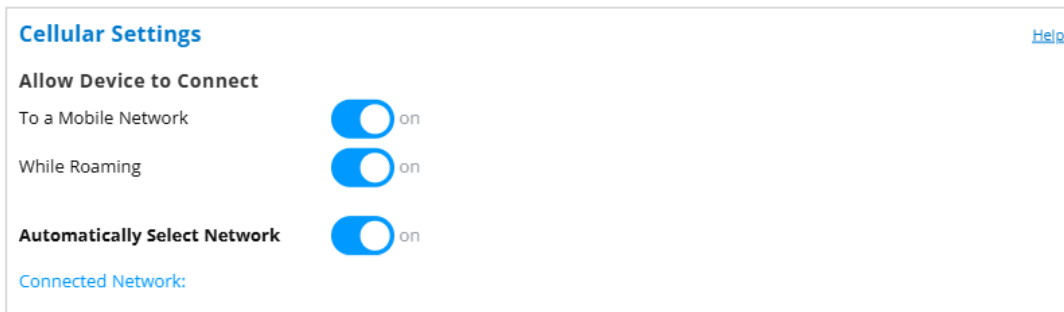 Cellular Settings Help
Allow Device to Connect
To a Mobile Network on
While Roaming on
Automatically Select Network on
Connected Network: